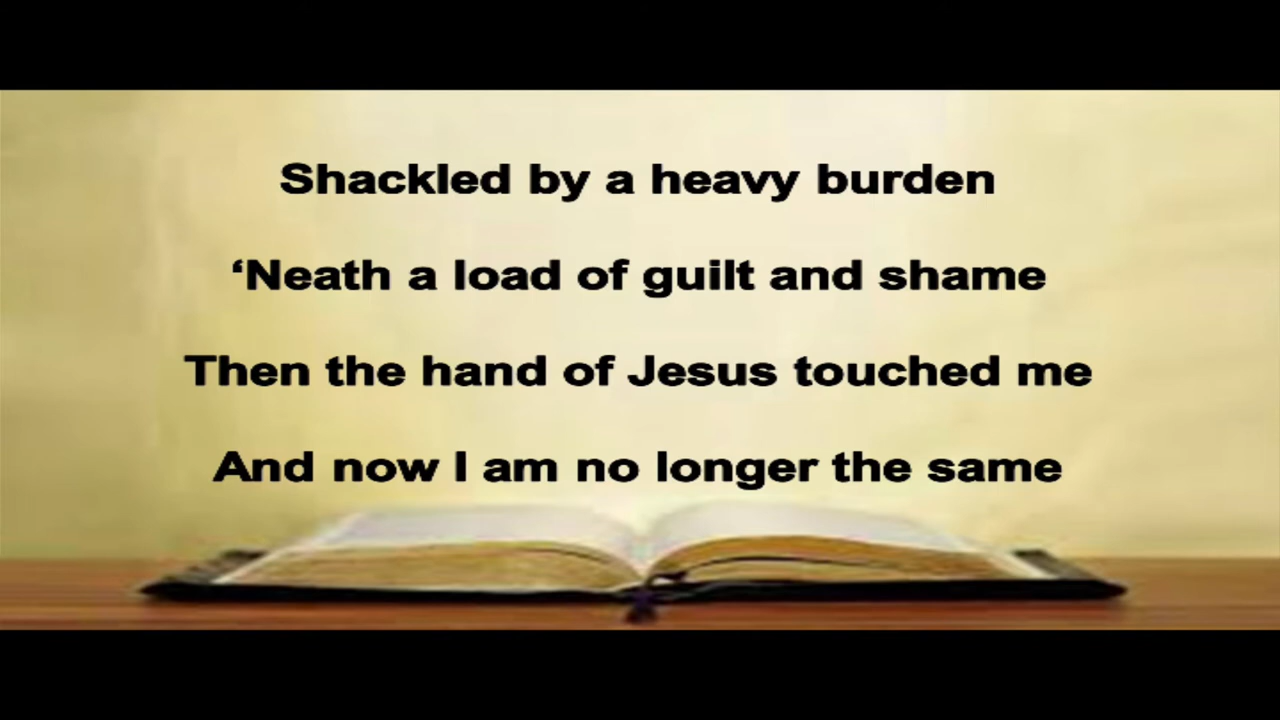 Shackled by a heavy burden
‘Neath a load of guilt and shame
Then the hand of Jesus touched me
And now I am no longer the same